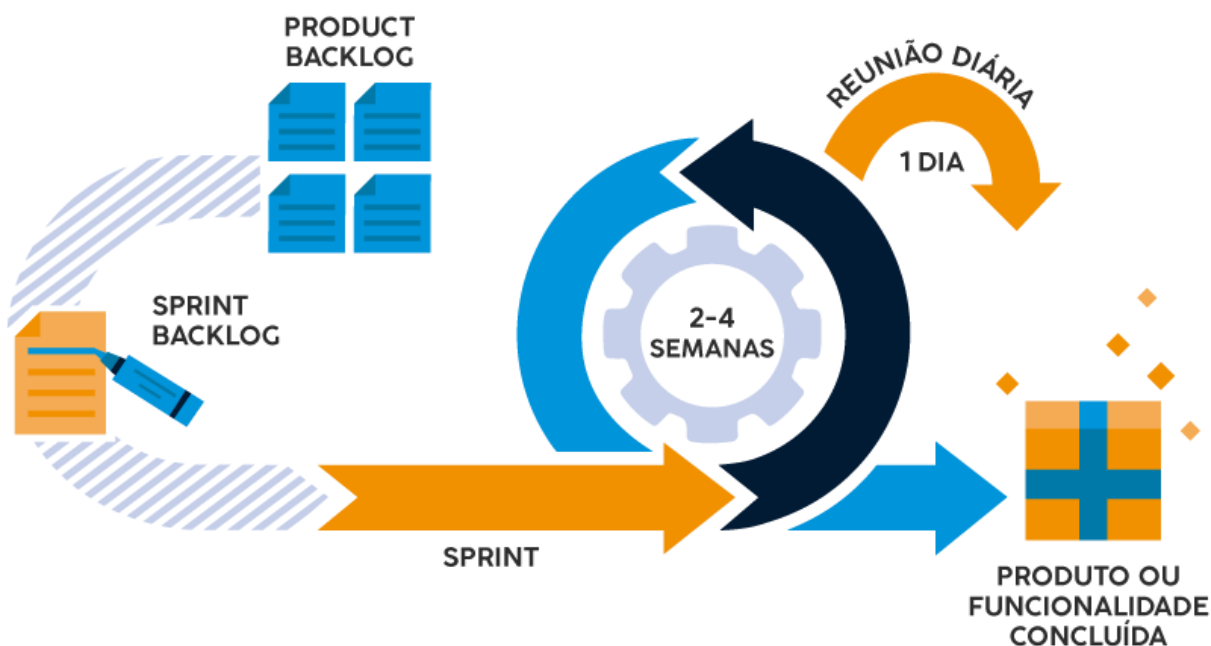 PRODUCT
BACKLOG
REUNIÃO DIÁRIA
1 DIA
SPRINT
BACKLOG
2-4
SEMANAS
SPRINT
PRODUTO OU
FUNCIONALIDADE
CONCLUÍDA